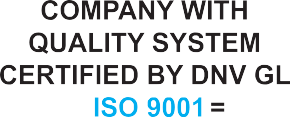 COMPANY WITH
QUALITY SYSTEM
CERTIFIED BY DNV GL
ISO 9001 =